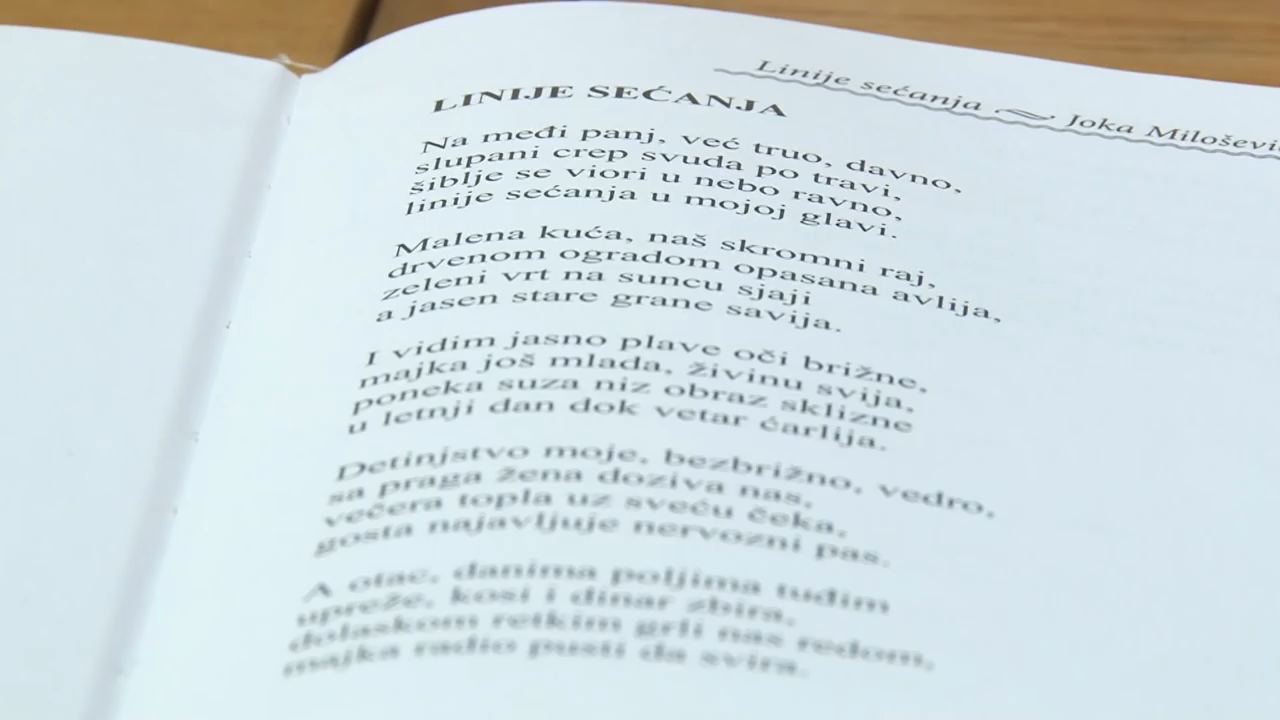 Linije sećanja Joka Milošević
LINIJE SEĆANJA
Na međi panj, već truo, davno,
slupani crep svuda po travi,
šiblje se viori u nebo ravno,
linije sećanja u mojoj glavi.
Malena kuća, naš skromni raj,
drvenom ogradom opasana avlija,
zeleni vrt na suncu sjaji
a jasen stare grane savija.
I vidim jasno plave oči brižne,
majka još mlada, živinu svija,
poneka suza niz obraz sklizne
u letnji dan dok vetar ćarlija.
Detinjstvo moje, bezbrižno, vedro,
sa praga žena doziva nas,
večera topla uz sveću čeka,
gosta najavljuje nervozni pas.
A otac, danima poljima tuđim
upreže, kosi i dinar zbira,
dolaskom retkim grli nas redom,
majka radio pusti da svira.